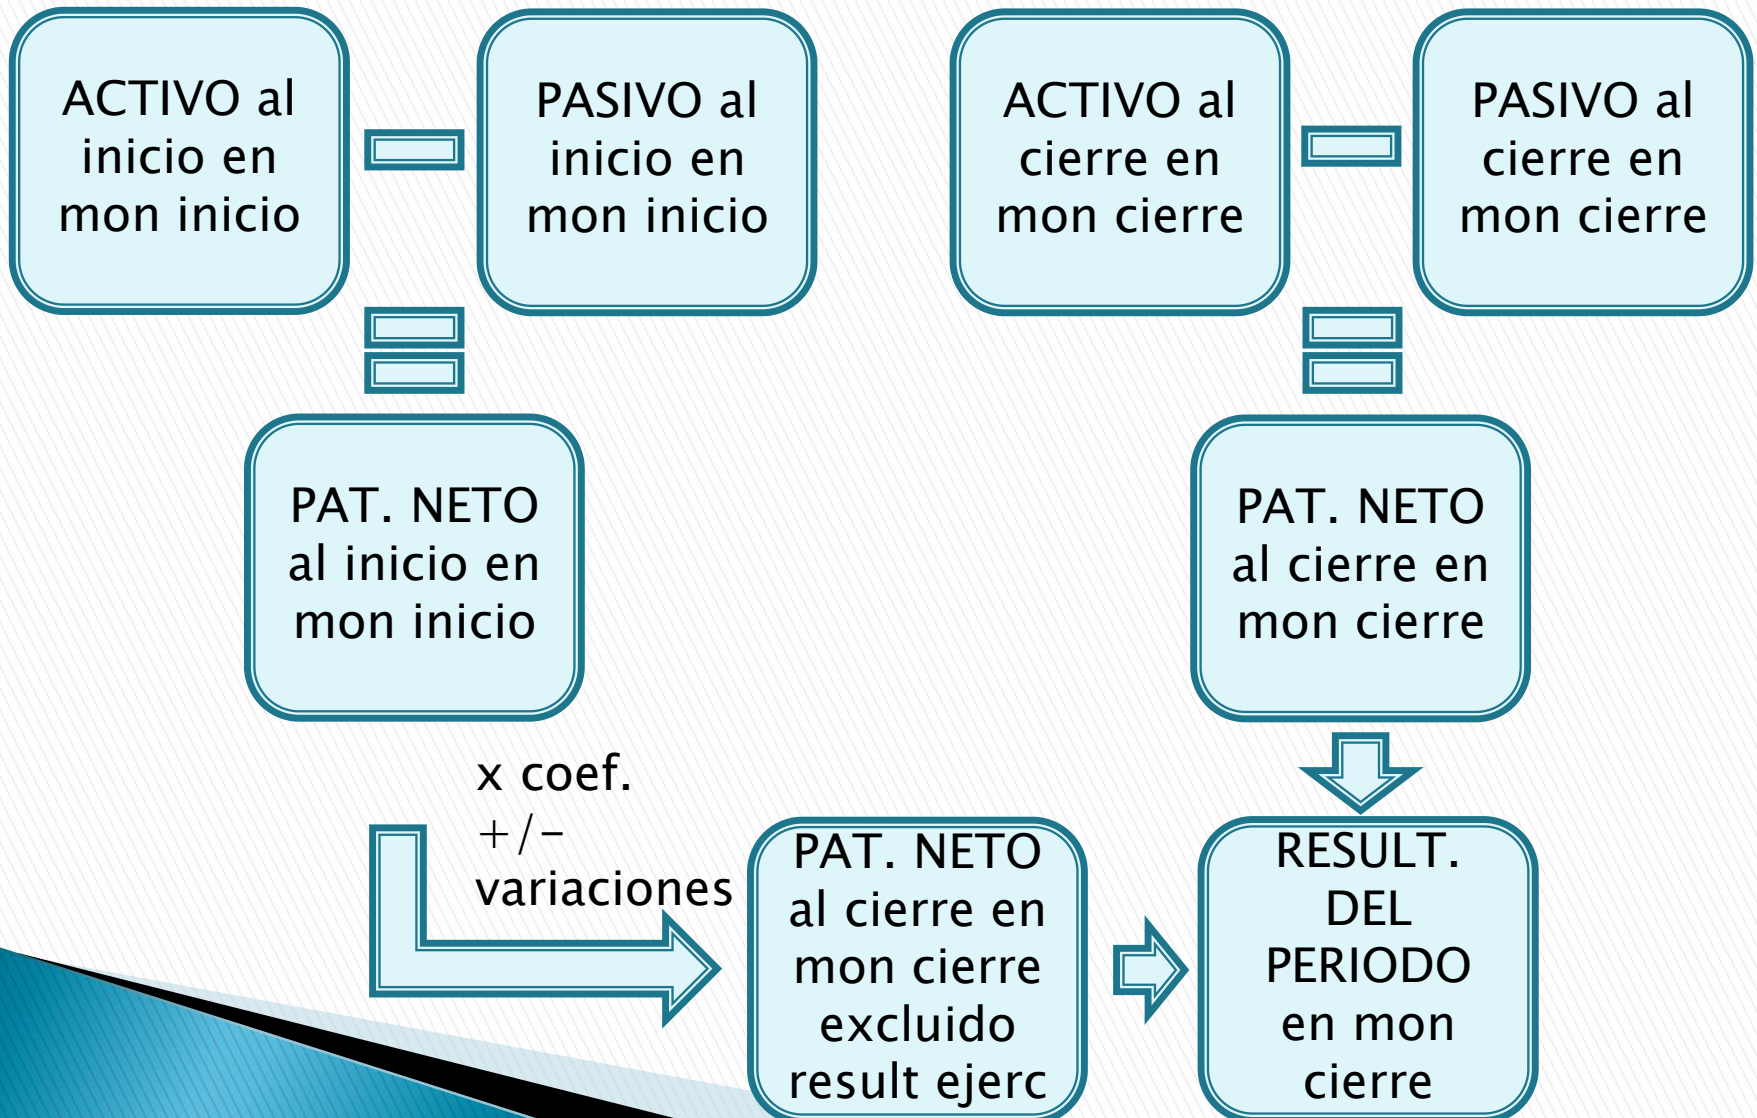 ACTIVO al
inicio en
mon inicio
PASIVO al
inicio en
mon inicio
ACTIVO al
cierre en
mon cierre
PASIVO al
cierre en
mon cierre
PAT. NETO
al inicio en
mon inicio
PAT. NETO
al cierre en
mon cierre
x coef.
+/-
variaciones
PAT. NETO
al cierre en
mon cierre
excluido
result ejerc
RESULT.
DEL
PERIODO
en mon
cierre